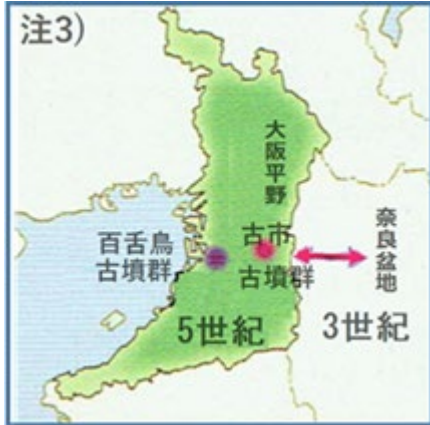 注3)
大阪平野
百舌鳥
古墳群
古市
古墳群
奈良盆地
5世紀
3世紀